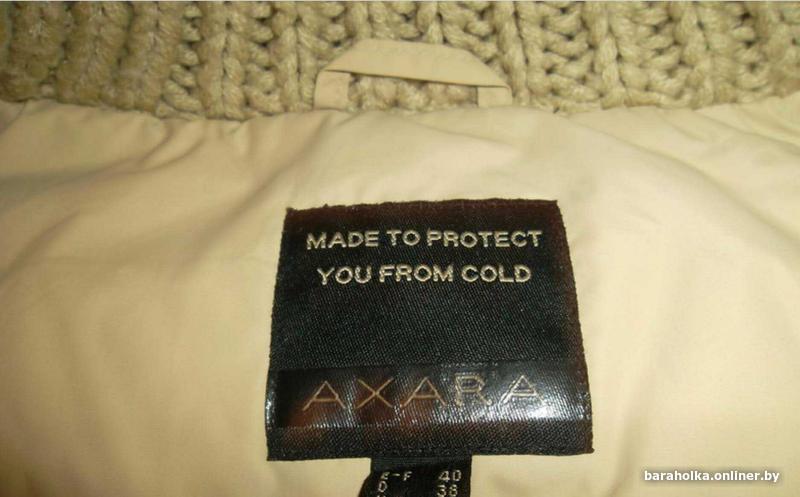 MADE TO PROTECT
YOU FROM COLD
AXARA
E-F 40
D 38
baraholka.onliner.by